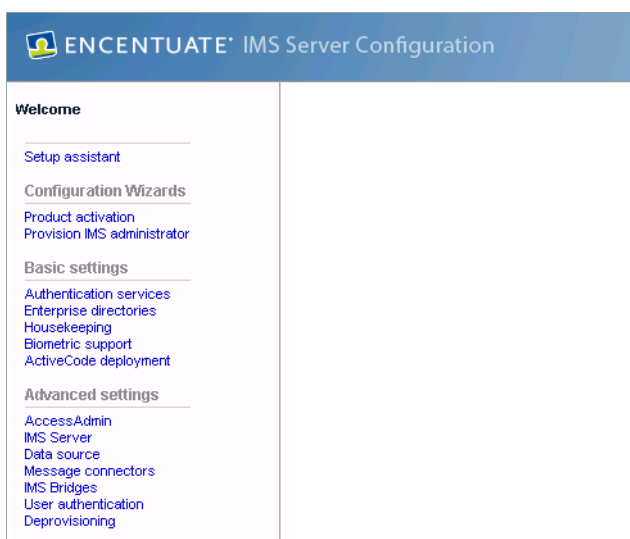 ENCENTUATE® IMS Server Configuration
Welcome
Setup assistant
Configuration Wizards
Product activation
Provision IMS administrator
Basic settings
Authentication services
Enterprise directories
Housekeeping
Biometric support
ActiveCode deployment
Advanced settings
AccessAdmin
IMS Server
Data source
Message connectors
IMS Bridges
User authentication
Deprovisioning